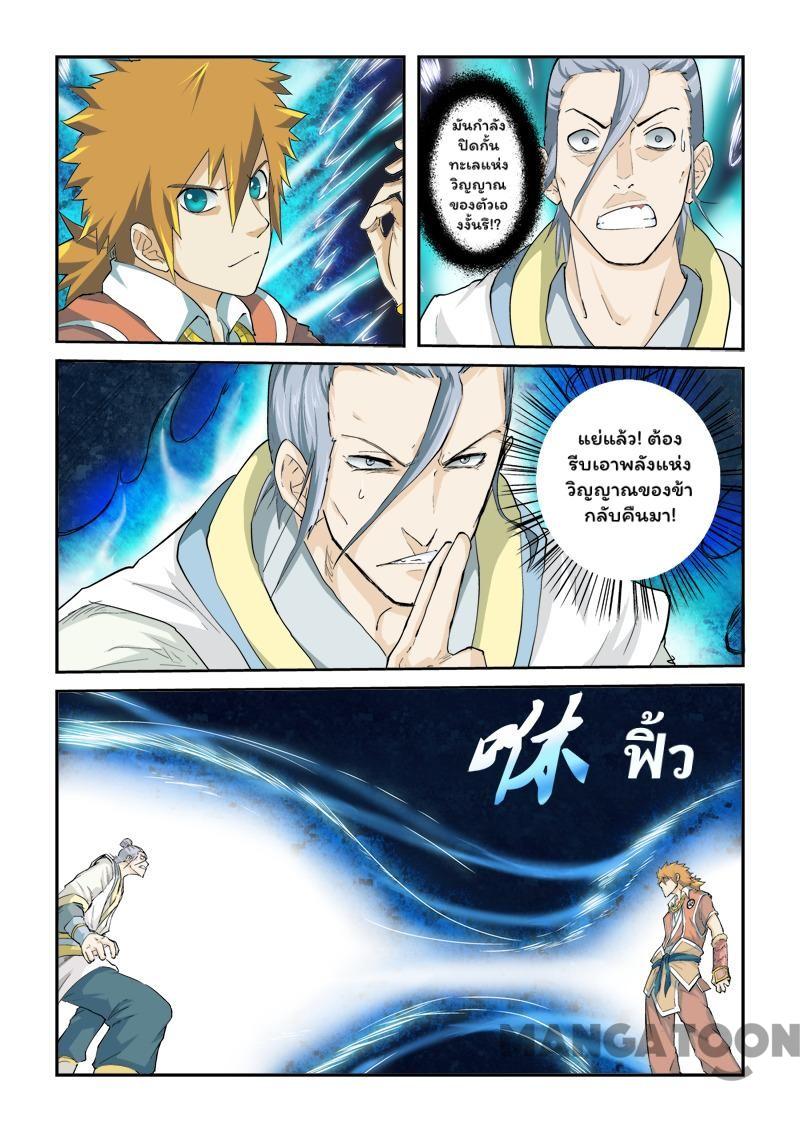 มันกำลัง
ปิดกั้น
ทะเลแห่ง
วิญญาณ
ของตัวเอ
งงั้นรึ!?
แย่แล้ว! ต้อง
รีบเอาพลังแห่ง
วิญญาณของข้า
กลับคืนมา!
咻 ฟิ้ว
MANGATOON